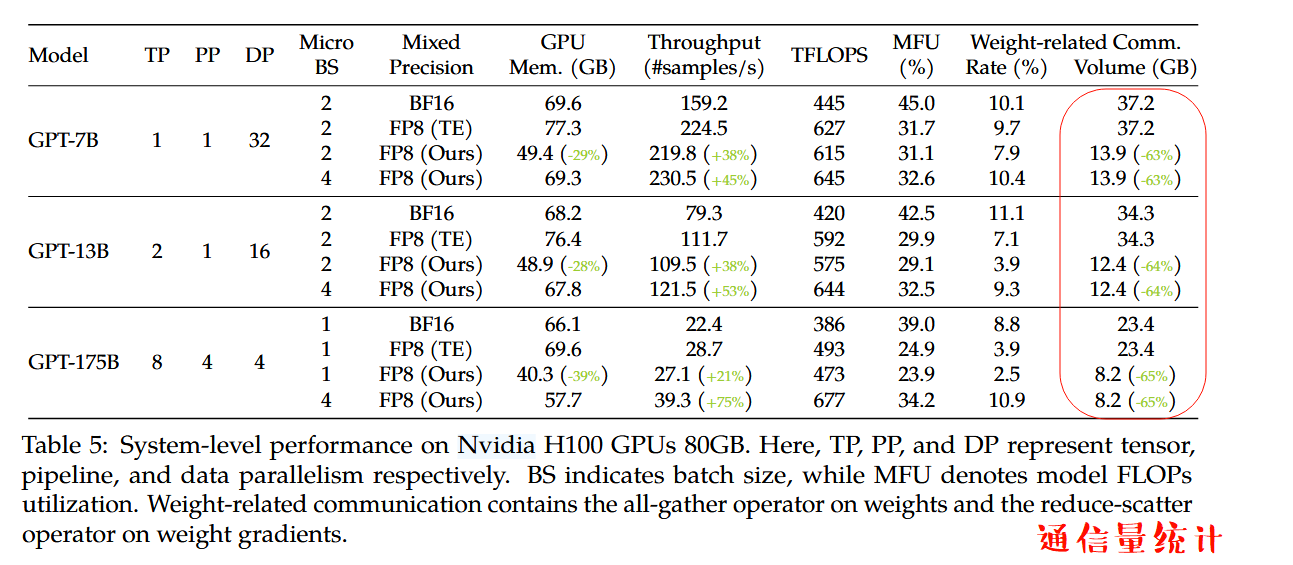 Model TP PP DP Micro BS Mixed Precision GPU Mem. (GB) Throughput (#samples/s) TFLOPS MFU (%) Weight-related Comm. Rate (%) Volume (GB)
GPT-7B 1 1 32
2 BF16 69.6 159.2 445 45.0 10.1 37.2
2 FP8 (TE) 77.3 224.5 627 31.7 9.7 37.2
2 FP8 (Ours) 49.4 (-29%) 219.8 (+38%) 615 31.1 7.9 13.9 (-63%)
4 FP8 (Ours) 69.3 230.5 (+45%) 645 32.6 10.4 13.9 (-63%)
GPT-13B 2 1 16
2 BF16 68.2 79.3 420 42.5 11.1 34.3
2 FP8 (TE) 76.4 111.7 592 29.9 7.1 34.3
2 FP8 (Ours) 48.9 (-28%) 109.5 (+38%) 575 29.1 3.9 12.4 (-64%)
4 FP8 (Ours) 67.8 121.5 (+53%) 644 32.5 9.3 12.4 (-64%)
GPT-175B 8 4 4
1 BF16 66.1 22.4 386 39.0 8.8 23.4
1 FP8 (TE) 69.6 28.7 493 24.9 3.9 23.4
1 FP8 (Ours) 40.3 (-39%) 27.1 (+21%) 473 23.9 2.5 8.2 (-65%)
4 FP8 (Ours) 57.7 39.3 (+75%) 677 34.2 10.9 8.2 (-65%)
Table 5: System-level performance on Nvidia H100 GPUs 80GB. Here, TP, PP, and DP represent tensor,
pipeline, and data parallelism respectively. BS indicates batch size, while MFU denotes model FLOPs
utilization. Weight-related communication contains the all-gather operator on weights and the reduce-scatter
operator on weight gradients.
通信量统计